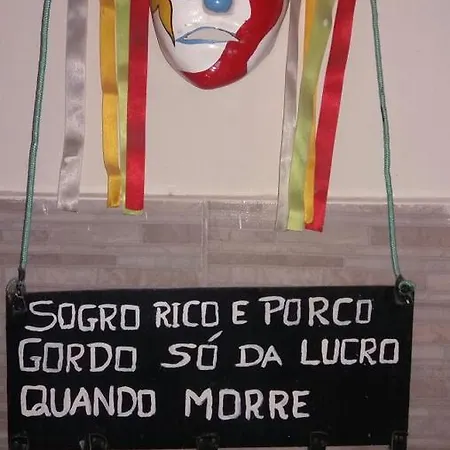 SOGRO RICO E PORCO
GORDO SÓ DA LUCRO
QUANDO MORRE